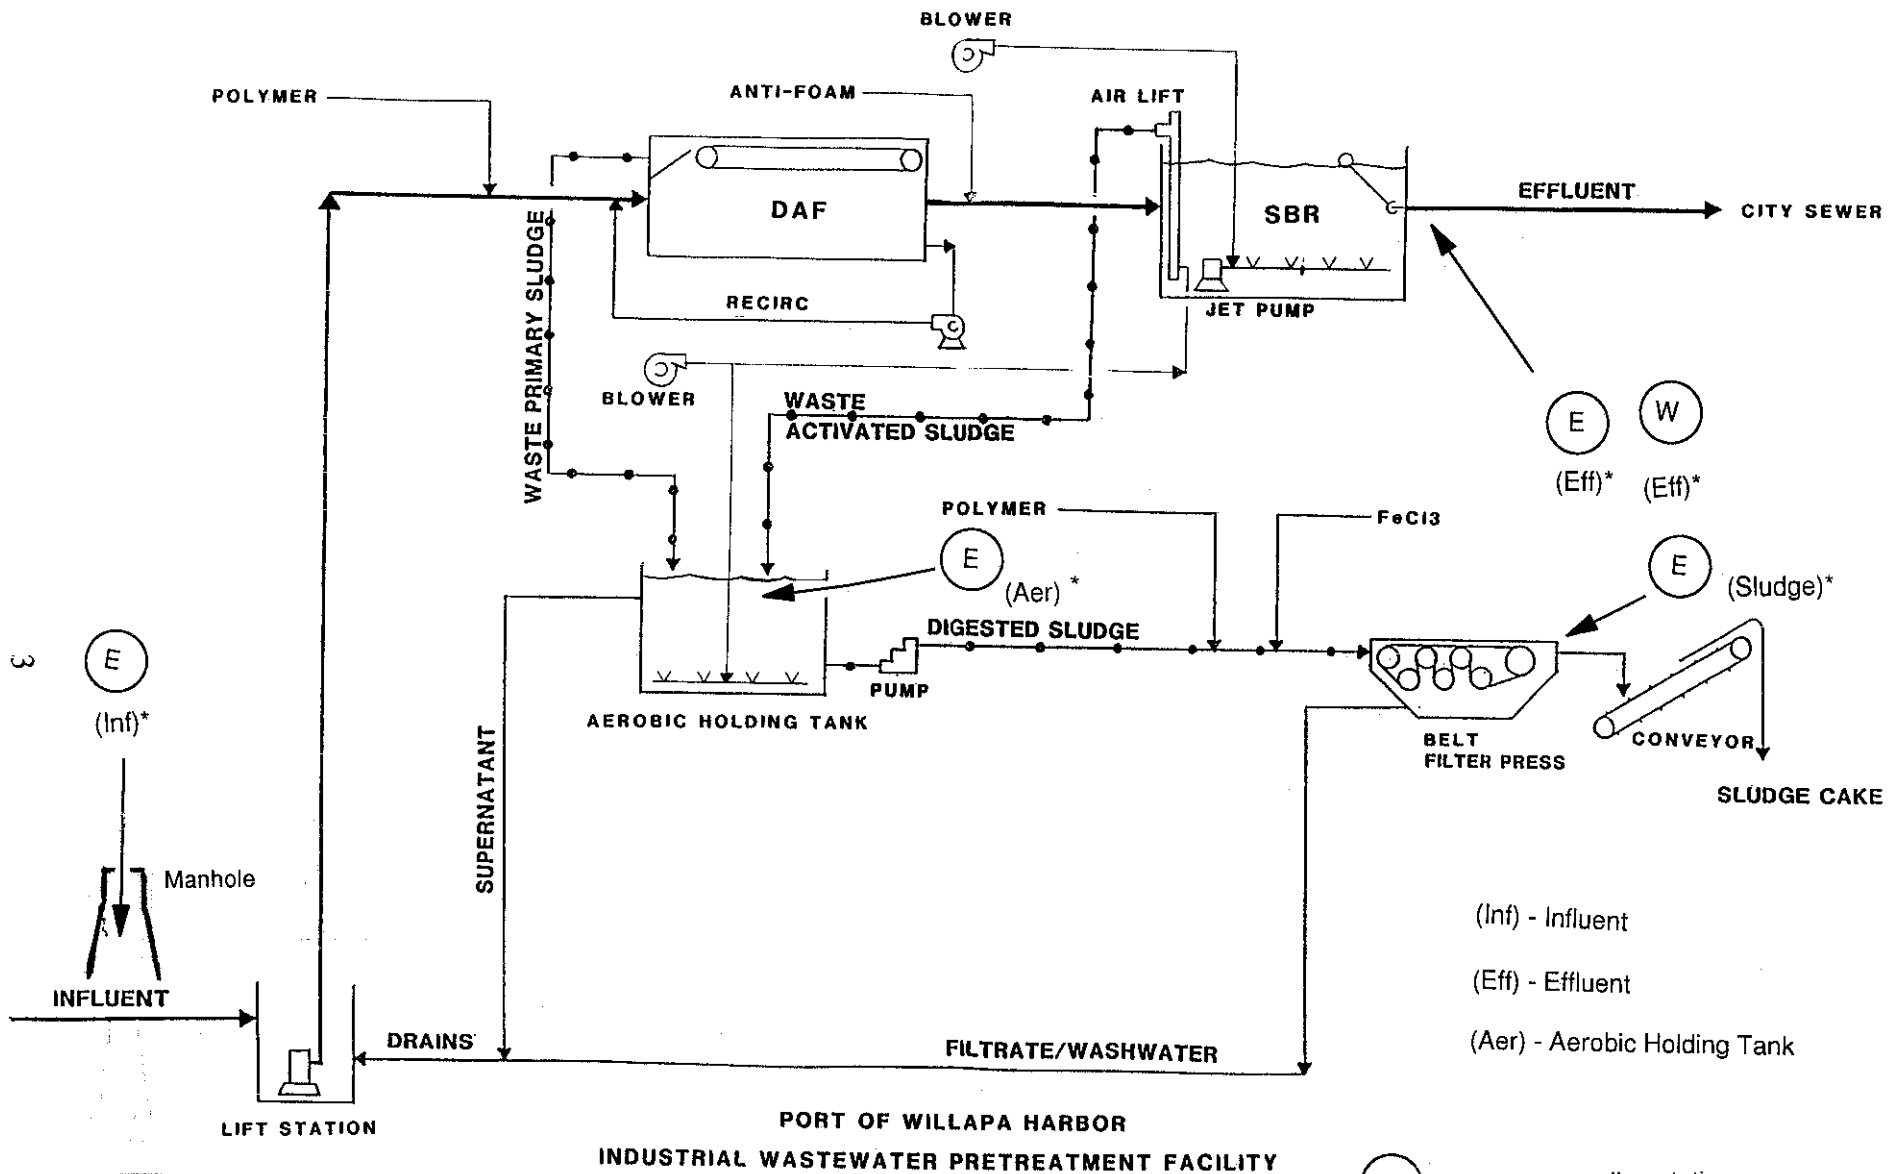 BLOWER
POLYMER
ANTI-FOAM
AIR LIFT
DAF
SBR
EFFLUENT
CITY SEWER
WASTE PRIMARY SLUDGE
RECIRC
JET PUMP
BLOWER
WASTE
ACTIVATED SLUDGE
E
W
(Eff)*
(Eff)*
POLYMER
FeCl3
E
(Aer) *
E
(Sludge)*
DIGESTED SLUDGE
PUMP
AEROBIC HOLDING TANK
3
E
(Inf)*
SUPERNATANT
BELT
FILTER PRESS
CONVEYOR
SLUDGE CAKE
Manhole
(Inf) - Influent
INFLUENT
(Eff) - Effluent
DRAINS
FILTRATE/WASHWATER
(Aer) - Aerobic Holding Tank
LIFT STATION
PORT OF WILLAPA HARBOR
INDUSTRIAL WASTEWATER PRETREATMENT FACILITY